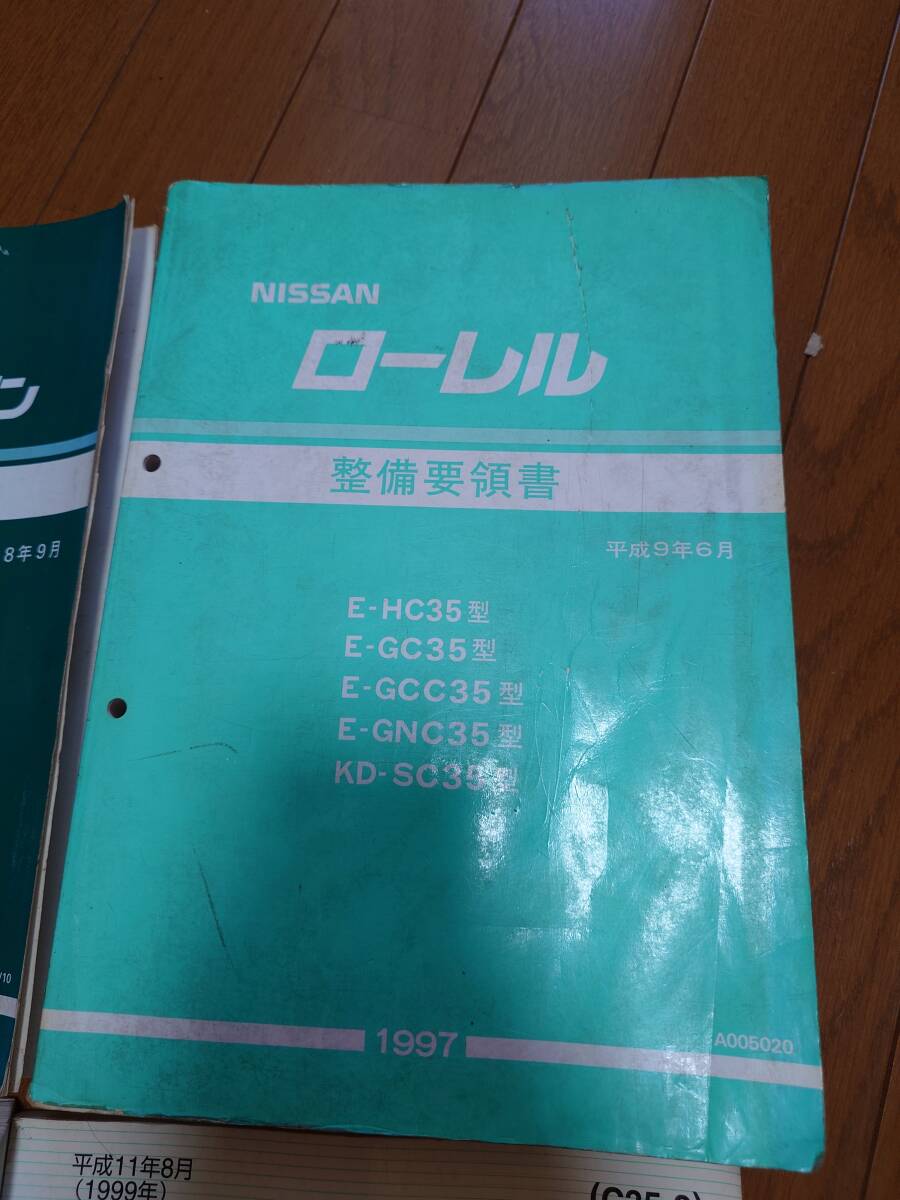 NISSAN
ローレル
整備要領書
平成9年6月
E-HC35型
E-GC35型
E-GCC35型
E-GNC35型
KD-SC35型
1997
A005020
ン
8年9月
/10
平成11年8月
(1999年)